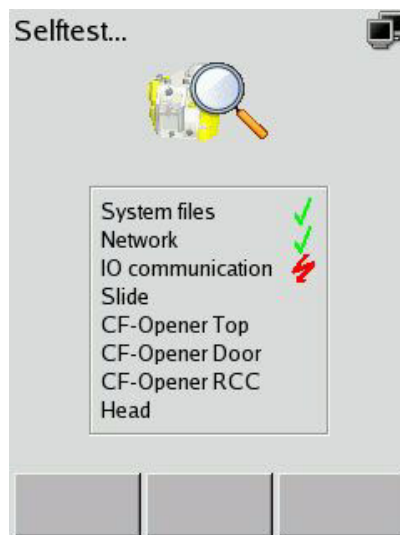 Selftest...
System files
Network
IO communication
Slide
CF-Opener Top
CF-Opener Door
CF-Opener RCC
Head